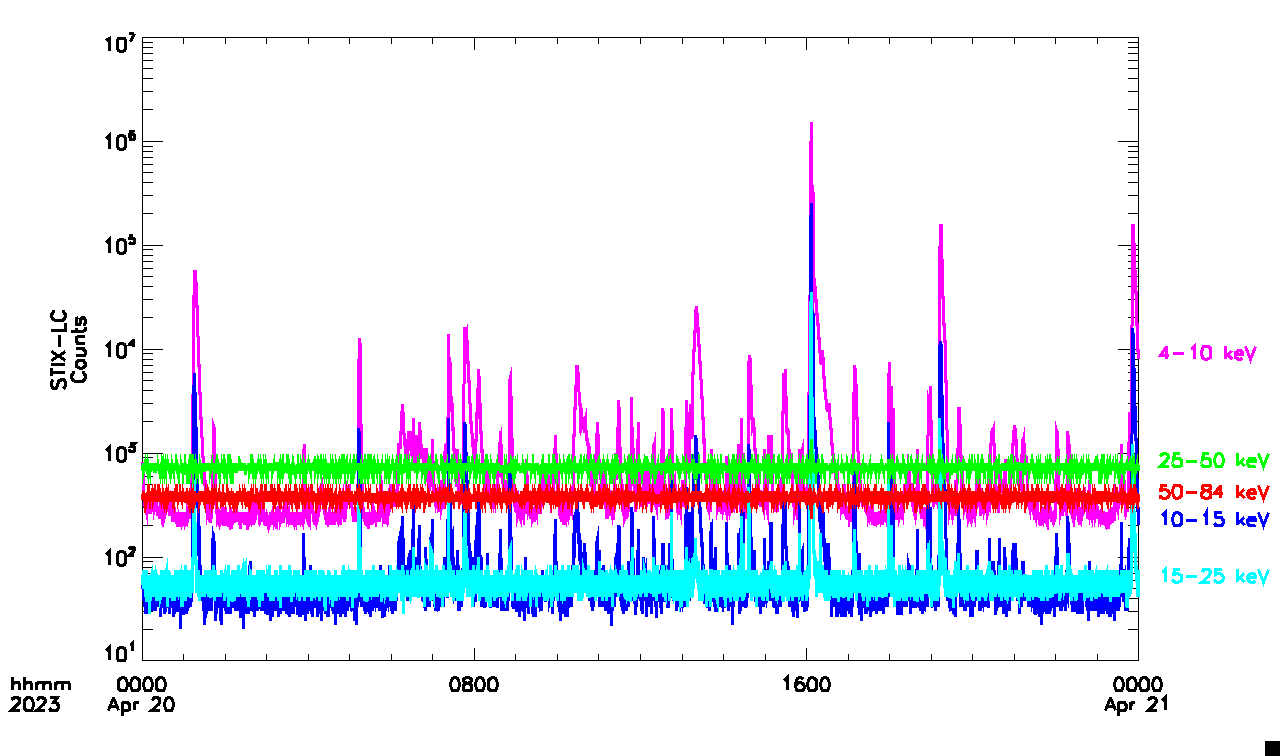 10⁷
10⁶
10⁵
10⁴
10³
10²
10¹
STIX-LC
Counts
4-10 keV
25-50 keV
50-84 keV
10-15 keV
15-25 keV
hhmm 0000 0800 1600 0000
2023 Apr 20 Apr 21